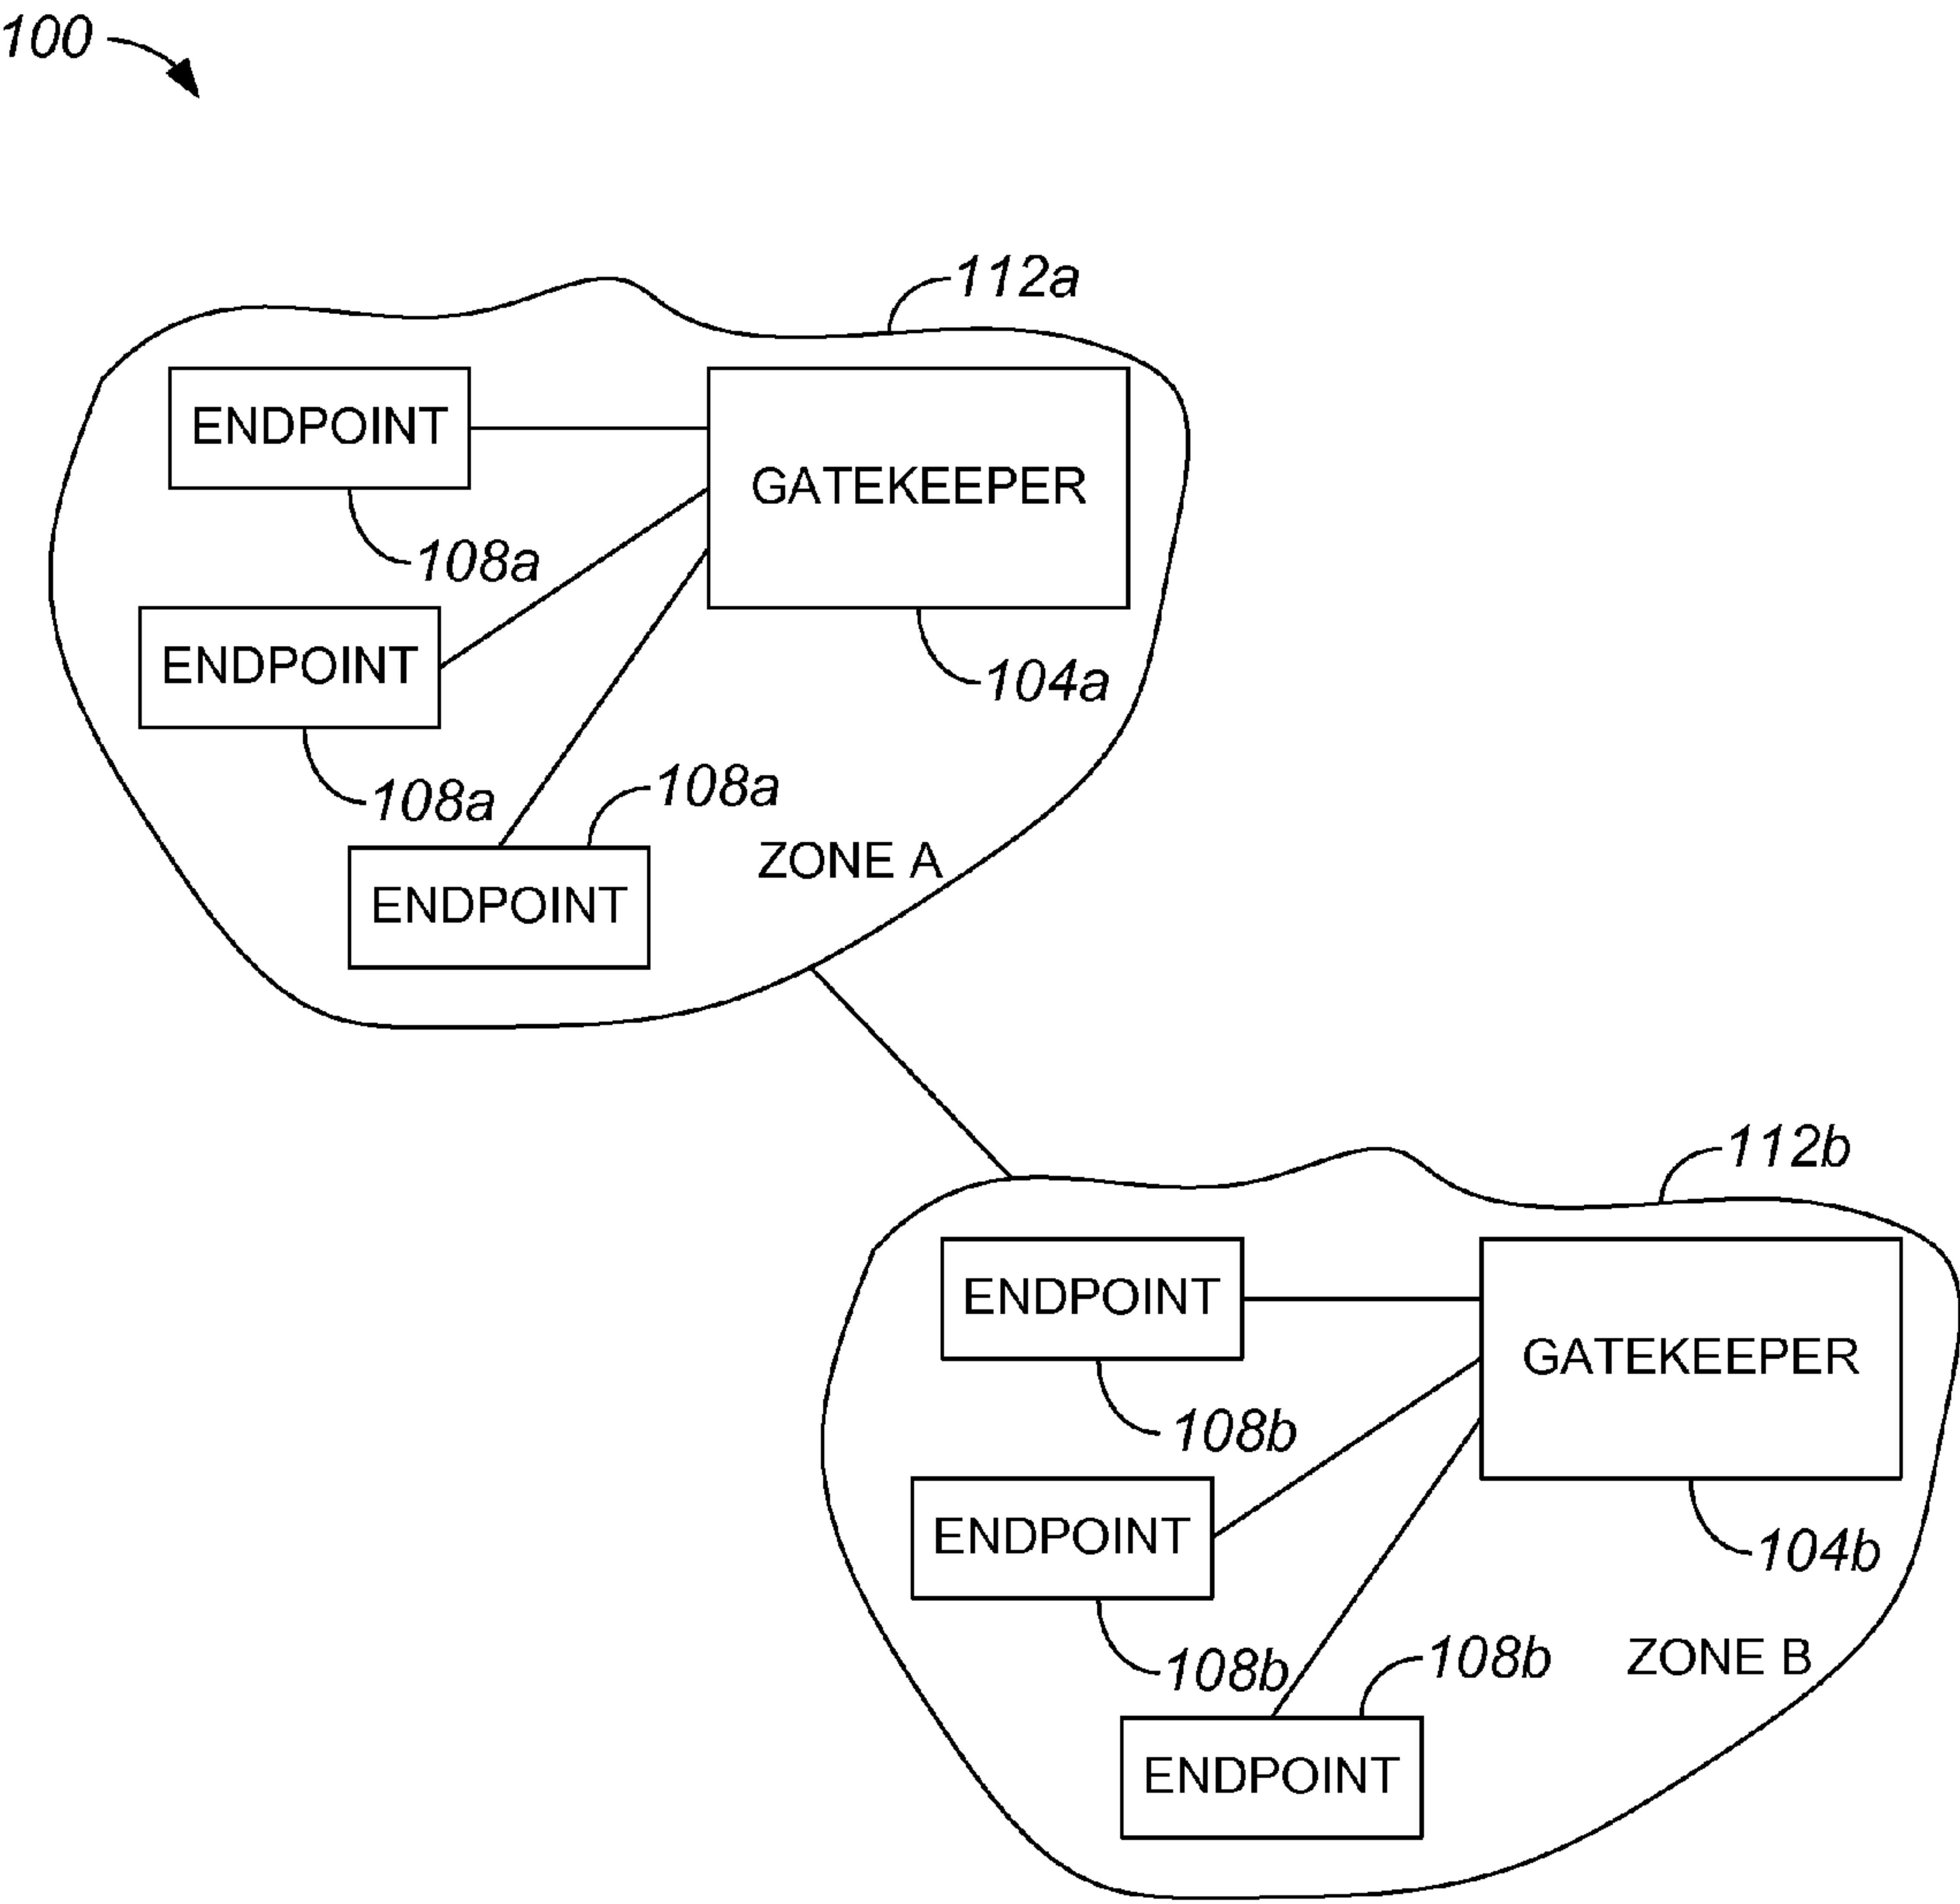 100
112a
ENDPOINT
GATEKEEPER
108a
ENDPOINT
104a
108a
108a
ZONE A
ENDPOINT
112b
ENDPOINT
GATEKEEPER
108b
ENDPOINT
104b
108b
108b
ZONE B
ENDPOINT